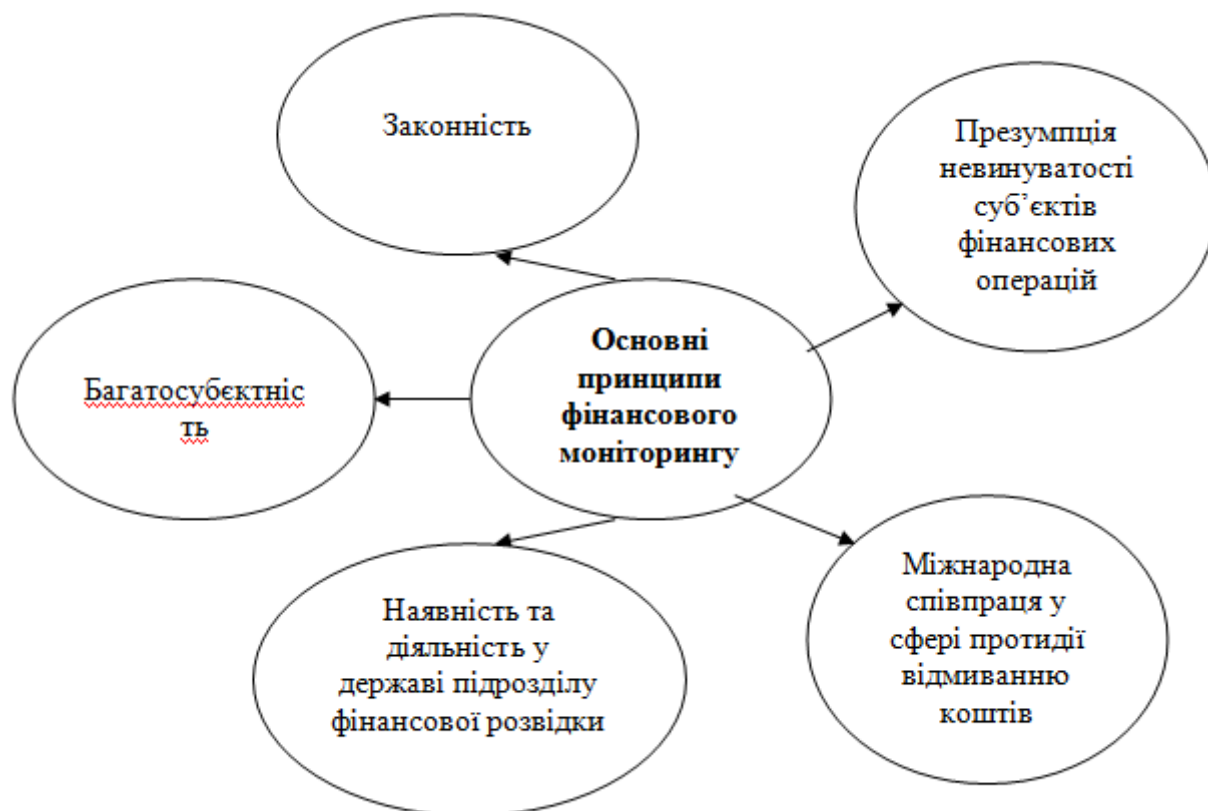 Законність
Презумпція
невинуватості
суб’єктів
фінансових
операцій
Основні
принципи
фінансового
моніторингу
Багатосубєктніс
ть
Наявність та
діяльність у
державі підрозділу
фінансової розвідки
Міжнародна
співпраця у
сфері протидії
відмиванню
коштів